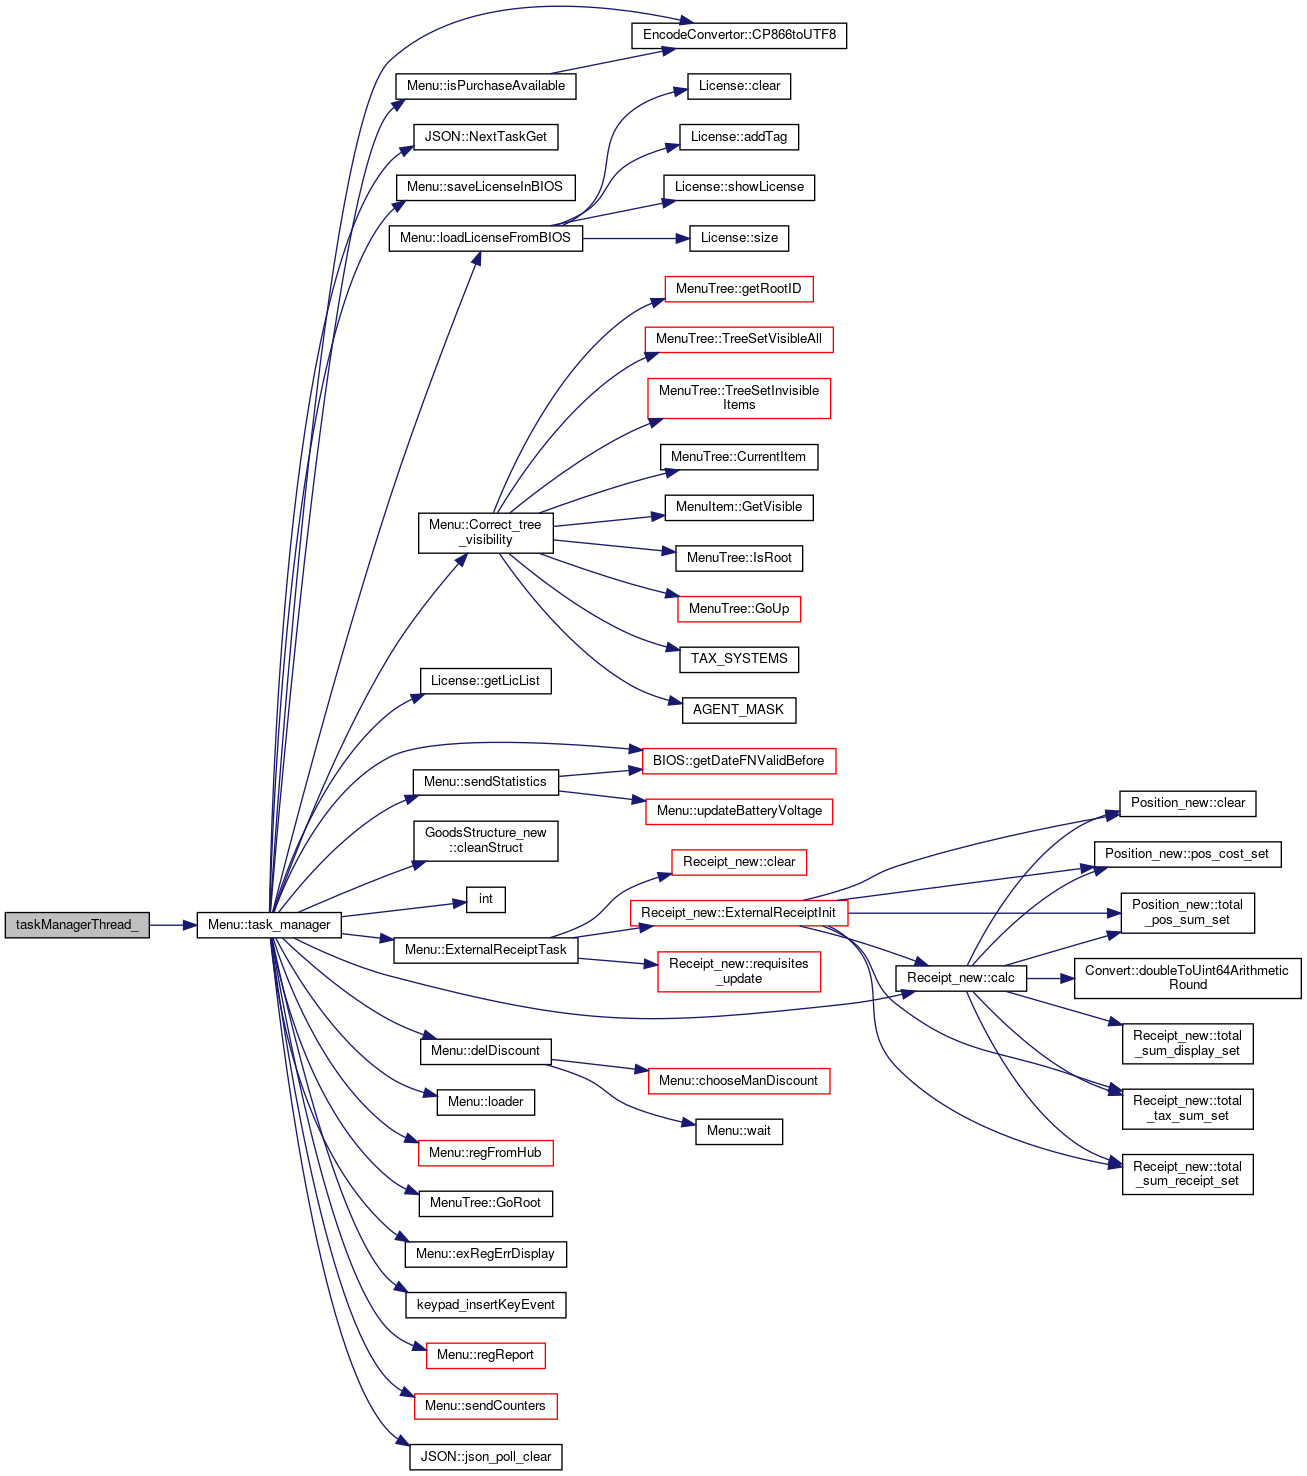 taskManagerThread_
Menu::task_manager
EncodeConvertor::CP866toUTF8
Menu::isPurchaseAvailable
JSON::NextTaskGet
Menu::saveLicenseInBIOS
Menu::loadLicenseFromBIOS
License::clear
License::addTag
License::showLicense
License::size
Menu::Correct_tree
_visibility
MenuTree::getRootID
MenuTree::TreeSetVisibleAll
MenuTree::TreeSetInvisible
Items
MenuTree::CurrentItem
MenuItem::GetVisible
MenuTree::IsRoot
MenuTree::GoUp
TAX_SYSTEMS
AGENT_MASK
License::getLicList
BIOS::getDateFNValidBefore
Menu::sendStatistics
Menu::updateBatteryVoltage
GoodsStructure_new
::cleanStruct
int
Menu::ExternalReceiptTask
Receipt_new::clear
Receipt_new::ExternalReceiptInit
Receipt_new::requisites
_update
Position_new::clear
Position_new::pos_cost_set
Position_new::total
_pos_sum_set
Receipt_new::calc
Convert::doubleToUint64Arithmetic
Round
Receipt_new::total
_sum_display_set
Receipt_new::total
_tax_sum_set
Receipt_new::total
_sum_receipt_set
Menu::delDiscount
Menu::chooseManDiscount
Menu::wait
Menu::loader
Menu::regFromHub
MenuTree::GoRoot
Menu::exRegErrDisplay
keypad_insertKeyEvent
Menu::regReport
Menu::sendCounters
JSON::json_poll_clear